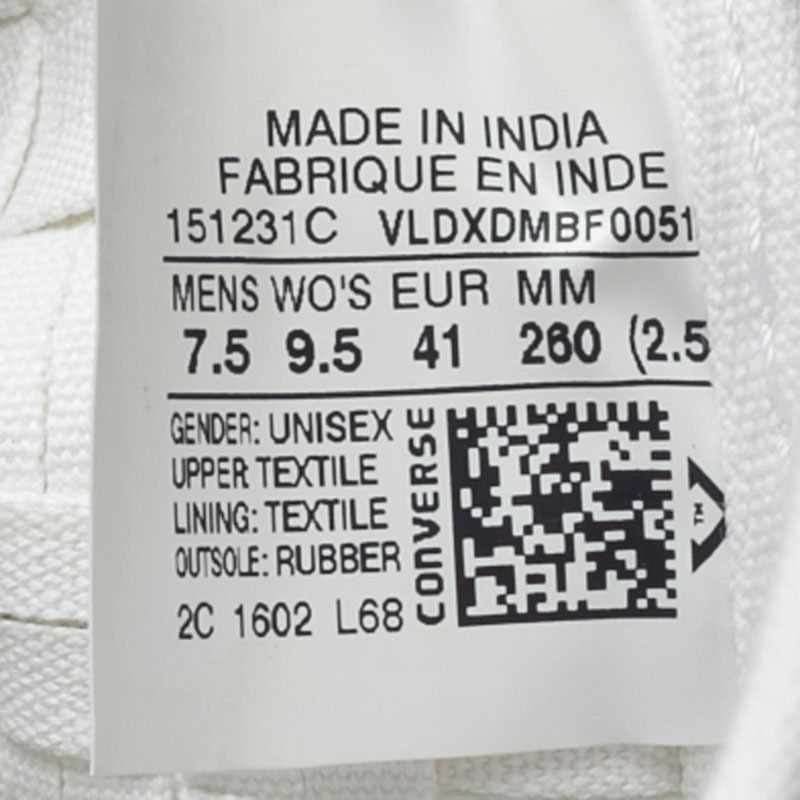 MADE IN INDIA
FABRIQUE EN INDE
151231C VLDXDMBF0051
MENS WO'S EUR MM
7.5 9.5 41 260 (2.5
GENDER: UNISEX
UPPER TEXTILE
LINING: TEXTILE
OUTSOLE: RUBBER
2C 1602 L68
CONVERSE
TM